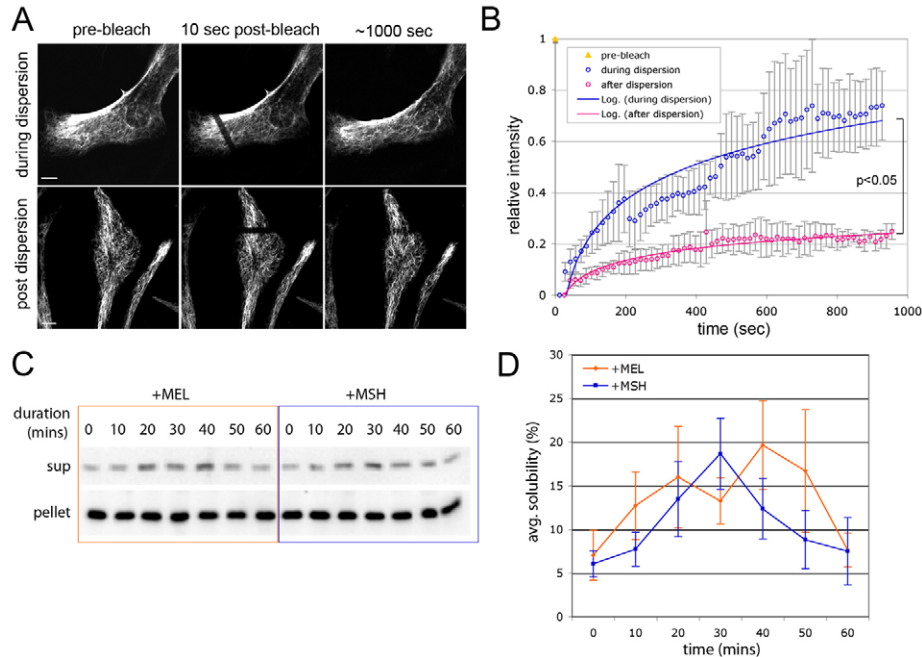 A
pre-bleach
10 sec post-bleach
~1000 sec
during dispersion
post dispersion
B
1
0.8
0.6
0.4
0.2
0
relative intensity
pre-bleach
during dispersion
after dispersion
Log. (during dispersion)
Log. (after dispersion)
p<0.05
0 200 400 600 800 1000
time (sec)
C
+MEL +MSH
duration
(mins)
0 10 20 30 40 50 60 0 10 20 30 40 50 60
sup
pellet
D
30
25
20
15
10
5
0
avg. solubility (%)
+MEL
+MSH
0 10 20 30 40 50 60
time (mins)